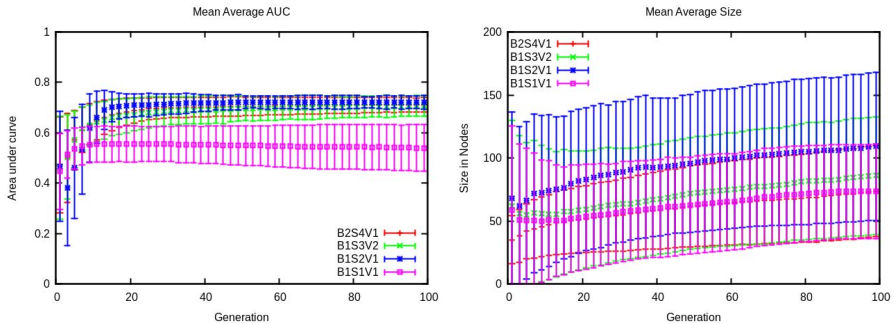 Mean Average AUC
1
0.8
0.6
0.4
0.2
0
Area under curve
B2S4V1
B1S3V2
B1S2V1
B1S1V1
0 20 40 60 80 100
Generation
Mean Average Size
200
150
100
50
0
Size in Nodes
B2S4V1
B1S3V2
B1S2V1
B1S1V1
0 20 40 60 80 100
Generation